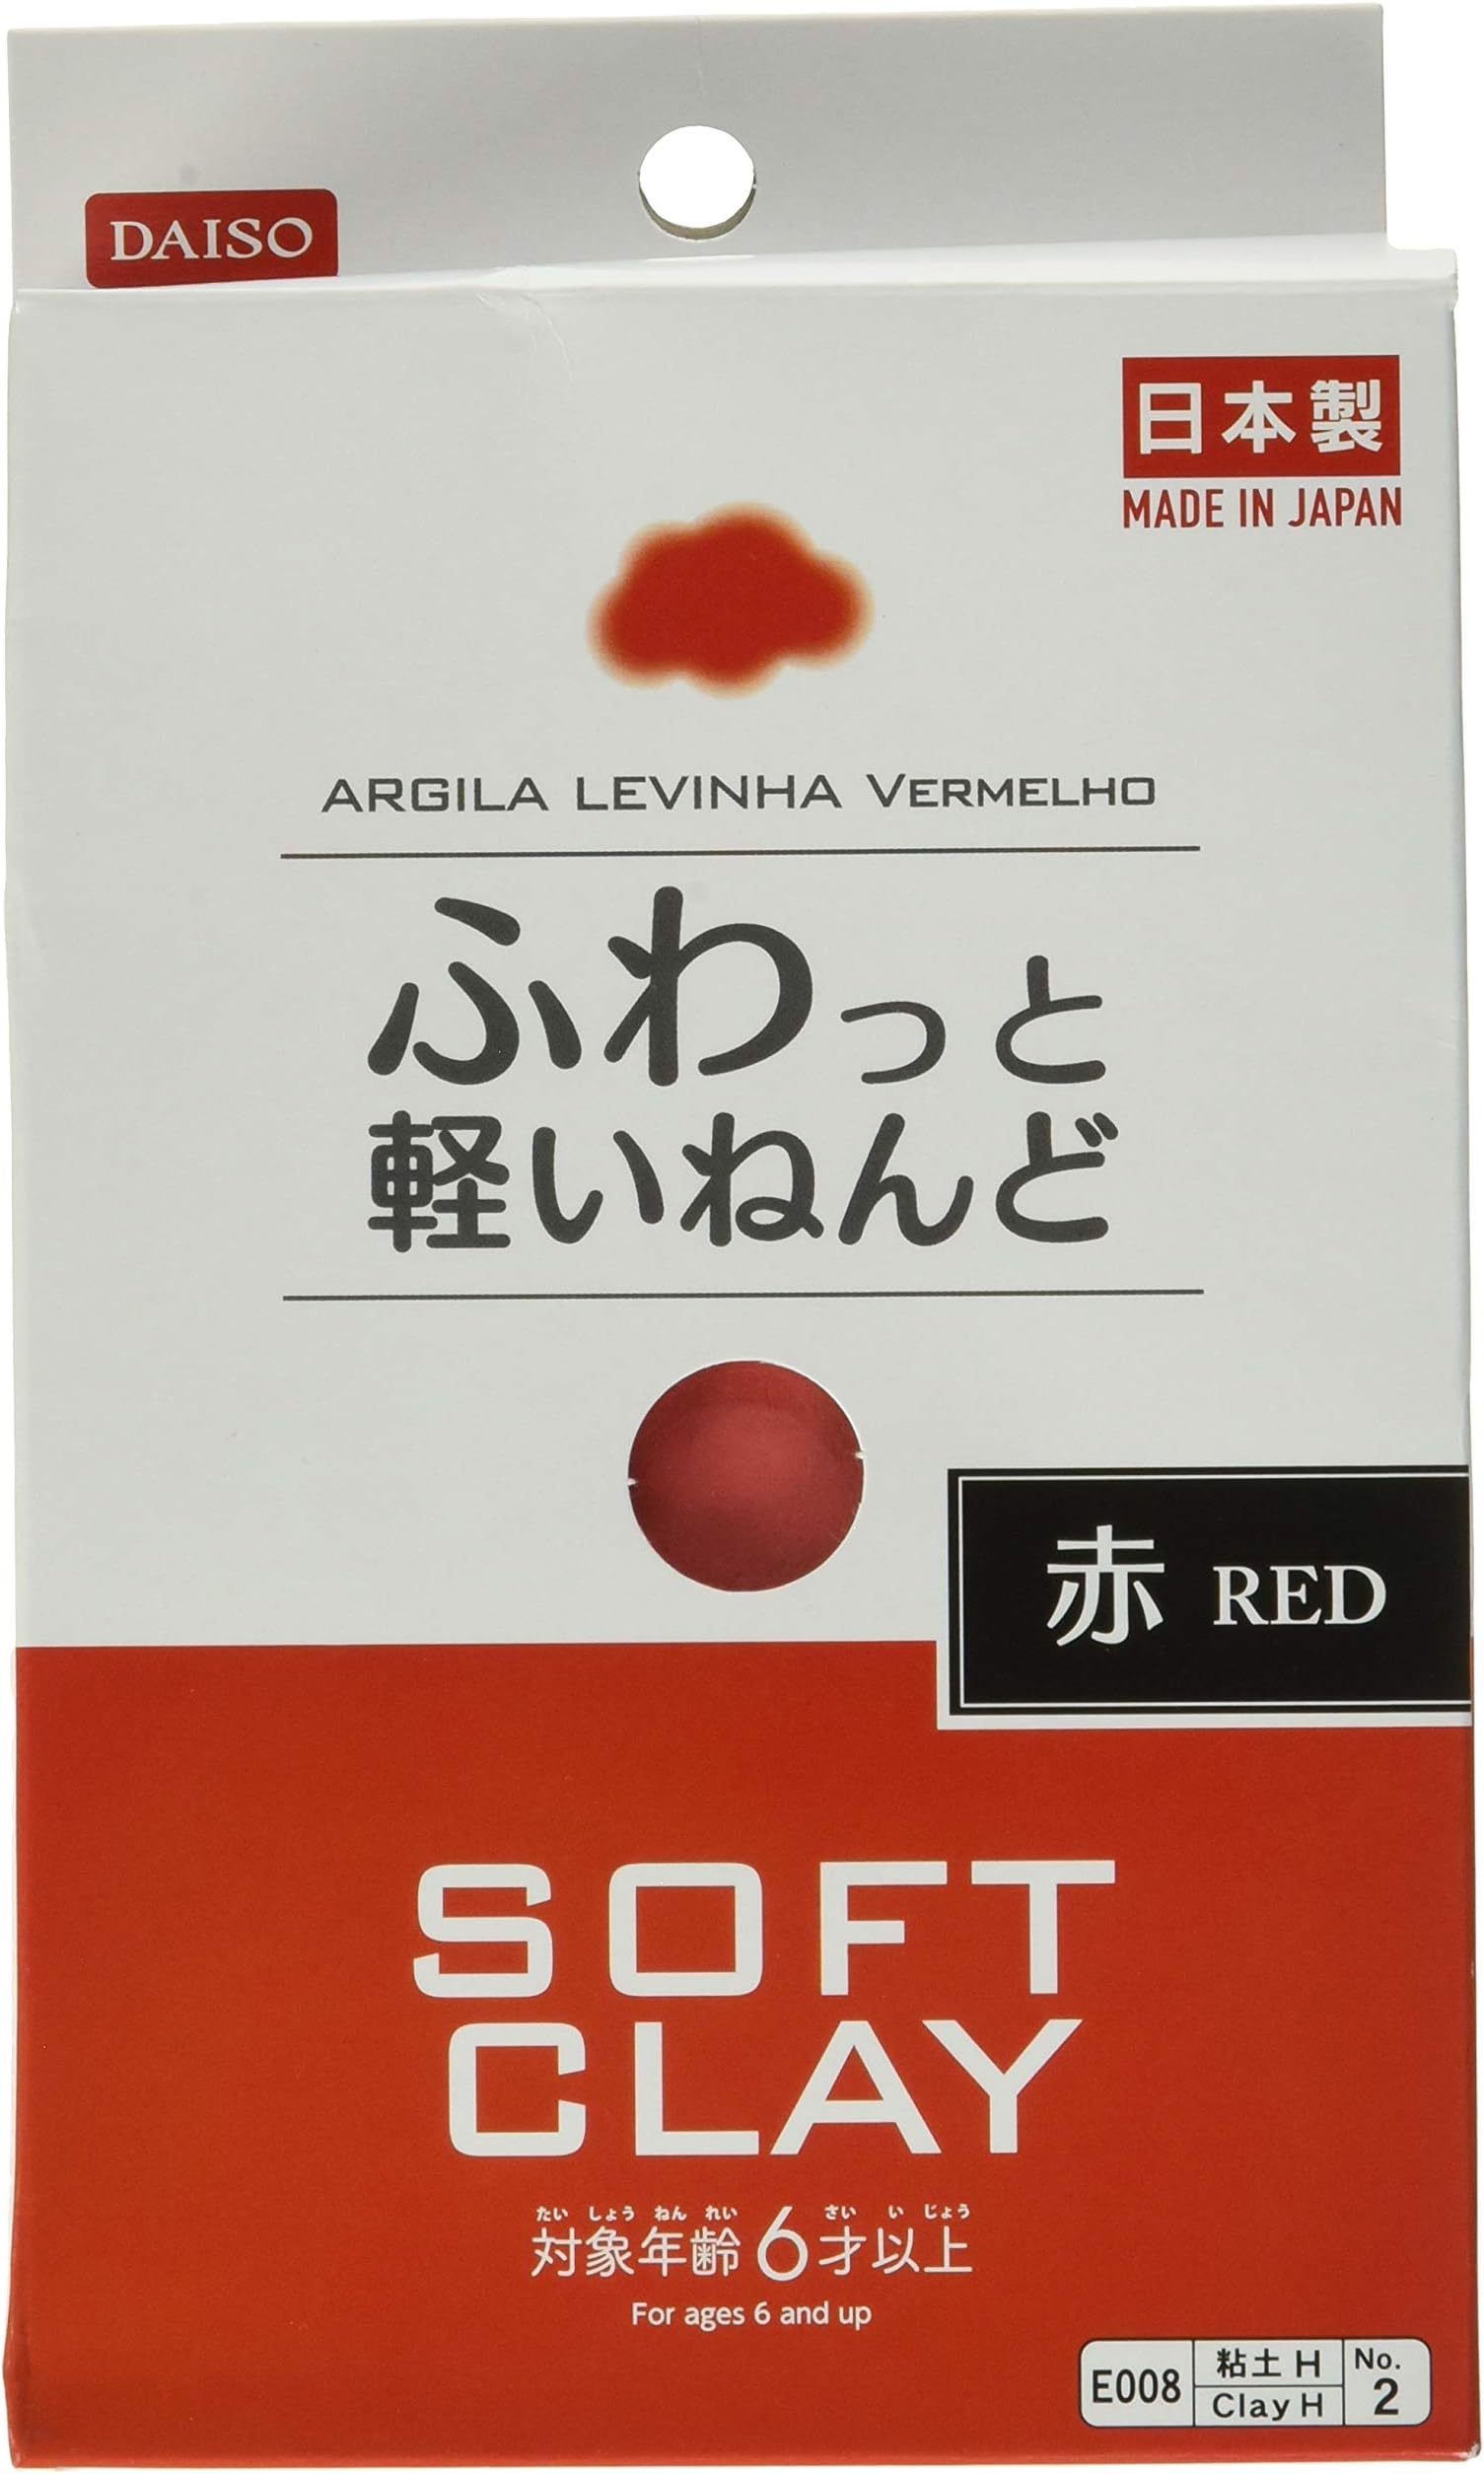 DAISO
日本製
MADE IN JAPAN
ARGILA LEVINHA VERMELHO
ふわっと
軽いねんど
赤 RED
SOFT
CLAY
たい しょう ねん れい さい い じょう
対象年齢6才以上
For ages 6 and up
E008 粘土 H No.
Clay H 2